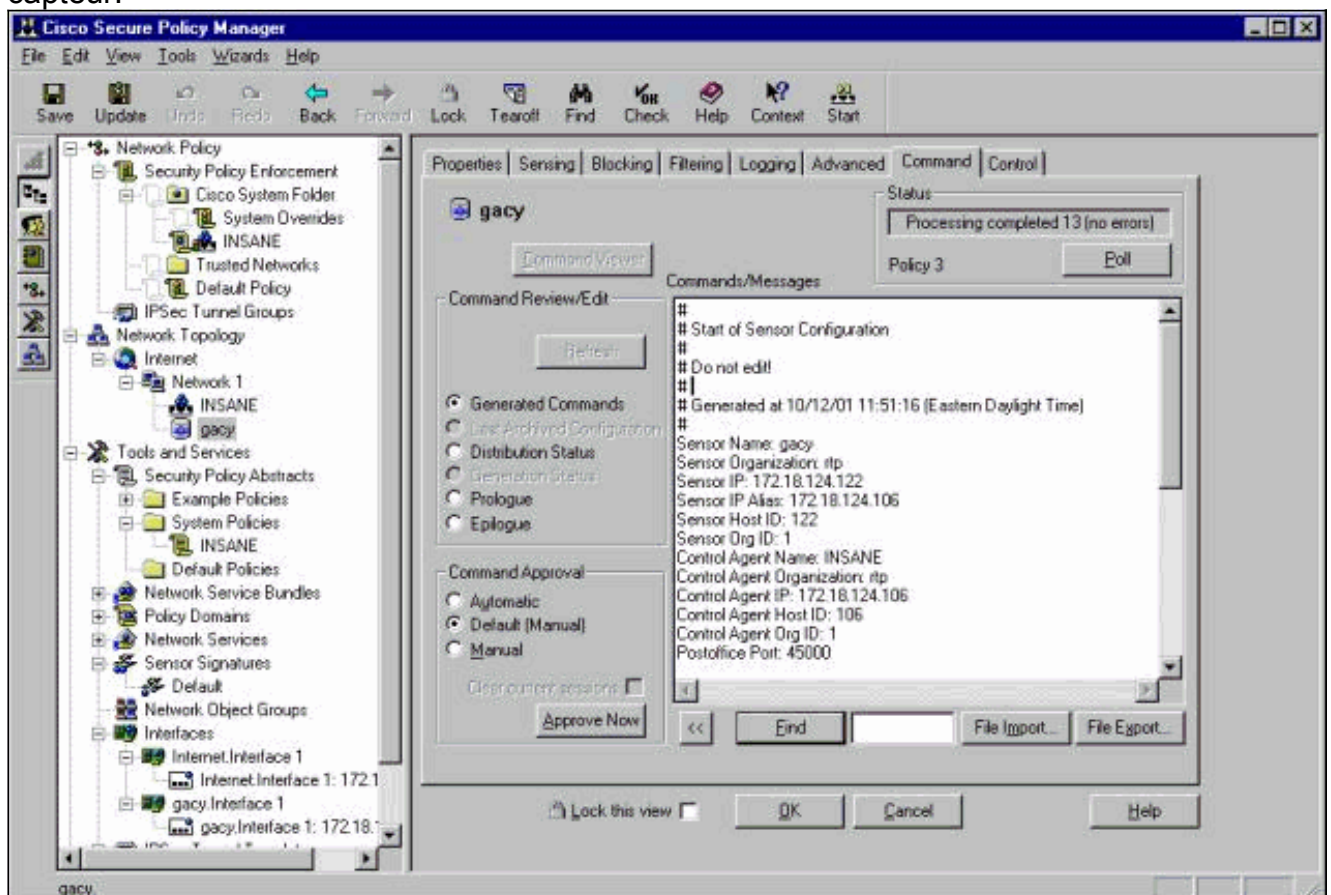 capteur.
Cisco Secure Policy Manager
File Edit View Tools Wizards Help
Save Update Undo Redo Back Forward Lock Tearoff Find Check Help Context Start
Network Policy
Security Policy Enforcement
Cisco System Folder
System Overrides
INSANE
Trusted Networks
Default Policy
IPSec Tunnel Groups
Network Topology
Internet
Network 1
INSANE
gacy
Tools and Services
Security Policy Abstracts
Example Policies
System Policies
INSANE
Default Policies
Network Service Bundles
Policy Domains
Network Services
Sensor Signatures
Default
Network Object Groups
Interfaces
Internet.Interface 1
Internet.Interface 1: 172.1
gacy.Interface 1
gacy.Interface 1: 172.18.
Properties Sensing Blocking Filtering Logging Advanced Command Control
gacy
Command Viewer
Status
Processing completed 13 (no errors)
Policy 3
Poll
Command Review/Edit
Refresh
Generated Commands
Last Archived Configuration
Distribution Status
Generation Status
Prologue
Epilogue
Command Approval
Automatic
Default (Manual)
Manual
Clear current sessions
Approve Now
Commands/Messages
#
# Start of Sensor Configuration
#
# Do not edit!
#
# Generated at 10/12/01 11:51:16 (Eastern Daylight Time)
#
Sensor Name: gacy
Sensor Organization: rtp
Sensor IP: 172.18.124.122
Sensor IP Alias: 172.18.124.106
Sensor Host ID: 122
Sensor Org ID: 1
Control Agent Name: INSANE
Control Agent Organization: rtp
Control Agent IP: 172.18.124.106
Control Agent Host ID: 106
Control Agent Org ID: 1
Postoffice Port: 45000
<< Find File Import... File Export...
Lock this view OK Cancel Help
gacy.